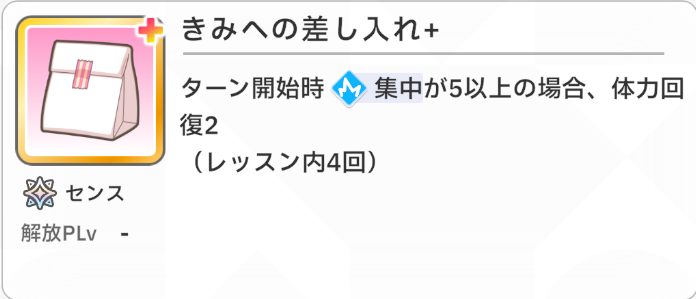 きみへの差し入れ+
ターン開始時 集中が5以上の場合、体力回
復2
（レッスン内4回）
センス
解放PLv -